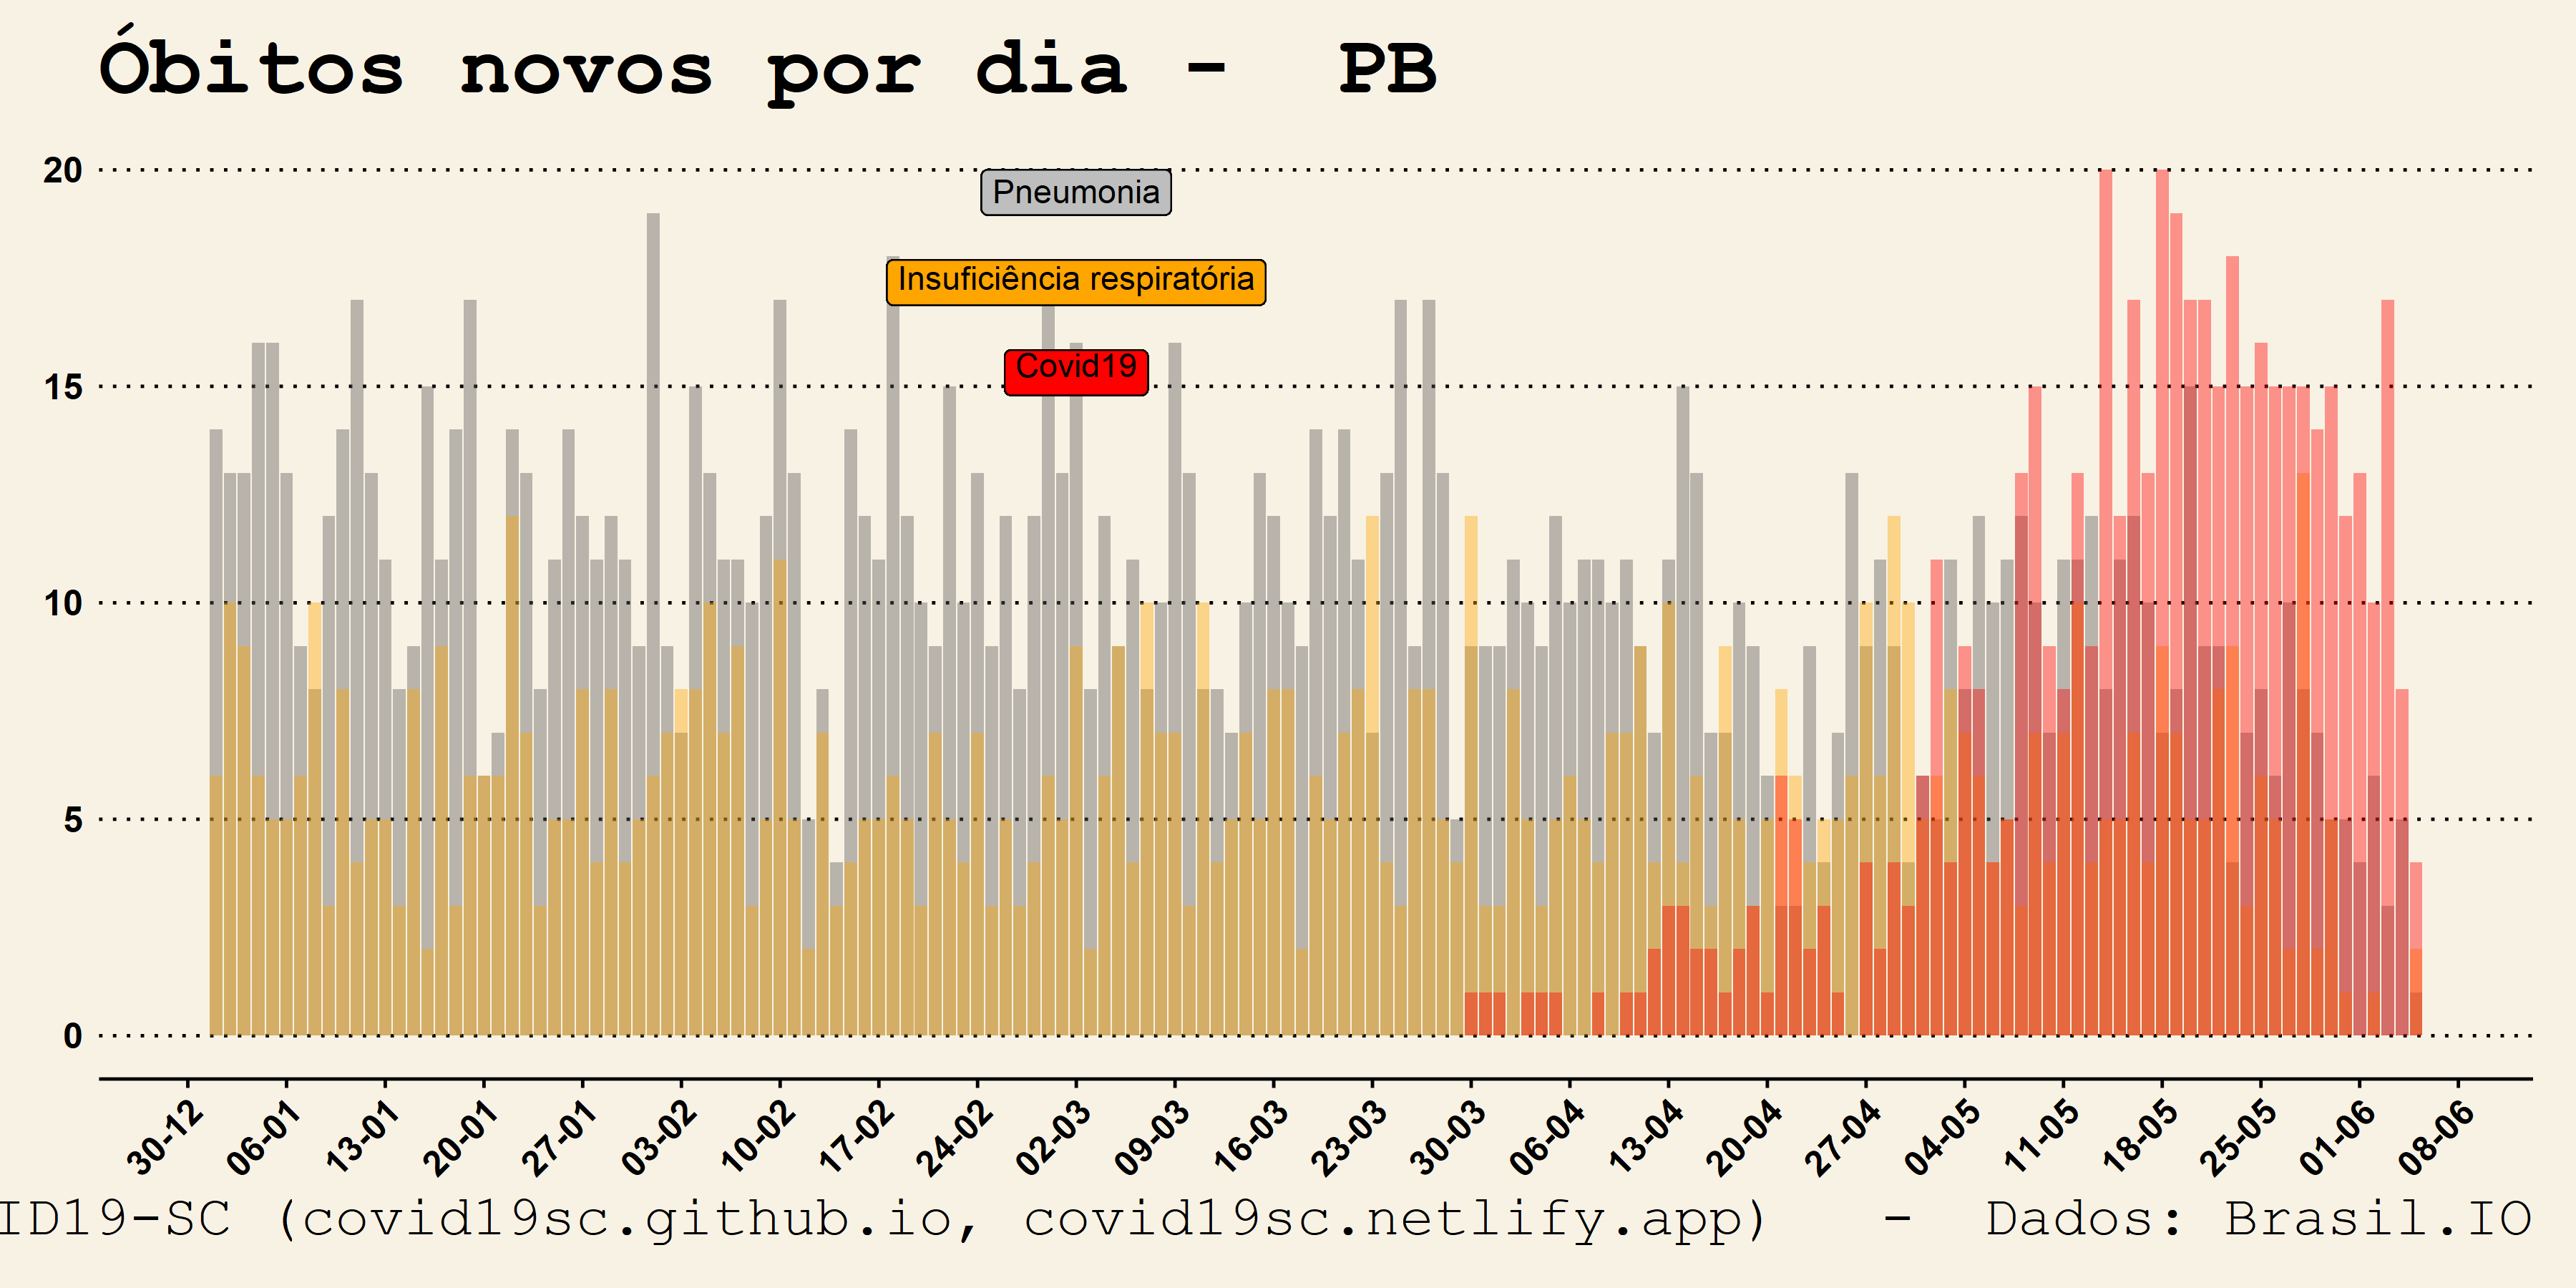 Óbitos novos por dia - PB
20
Pneumonia
Insuficiência respiratória
Covid19
15
10
5
0
30-12 06-01 13-01 20-01 27-01 03-02 10-02 17-02 24-02 02-03 09-03 16-03 23-03 30-03 06-04 13-04 20-04 27-04 04-05 11-05 18-05 25-05 01-06 08-06
ID19-SC (covid19sc.github.io, covid19sc.netlify.app) - Dados: Brasil.IO